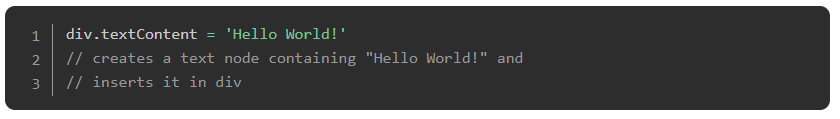 1 div.textContent = 'Hello World!'
2 // creates a text node containing "Hello World!" and
3 // inserts it in div